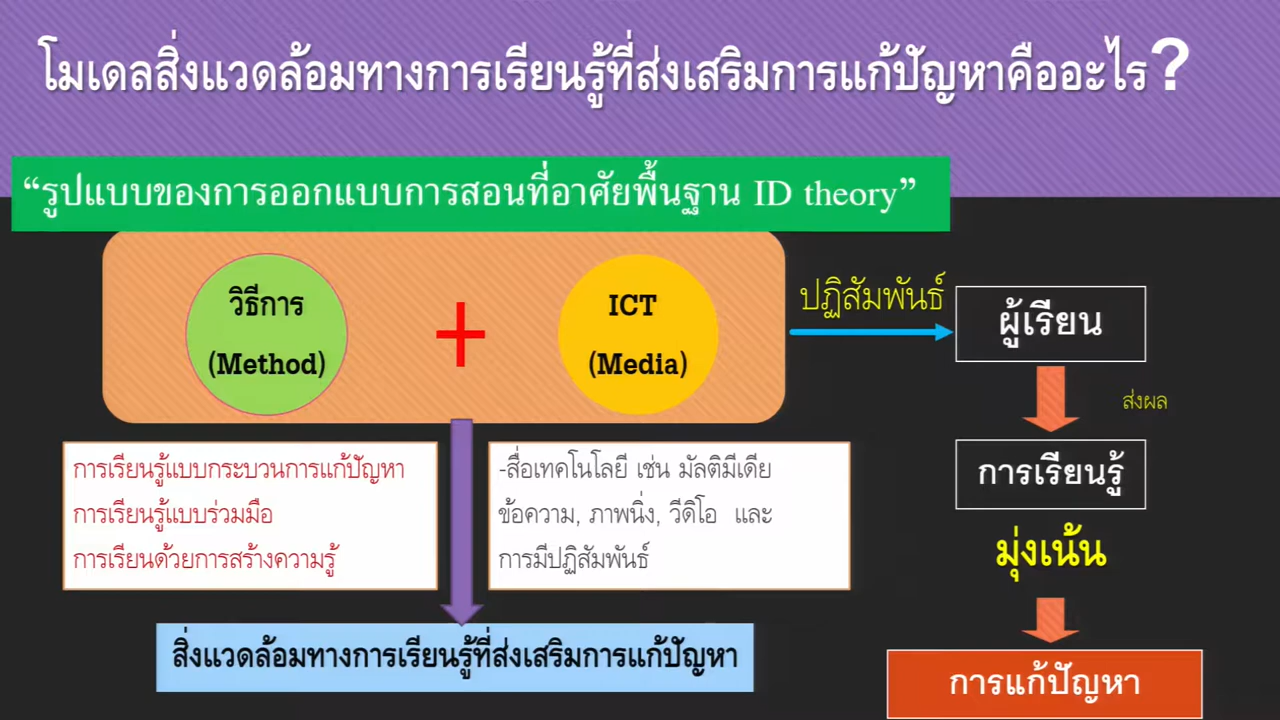 โมเดลสิ่งแวดล้อมทางการเรียนรู้ที่ส่งเสริมการแก้ปัญหาคืออะไร?
“รูปแบบของการออกแบบการสอนที่อาศัยพื้นฐาน ID theory”
วิธีการ
(Method)
+
ICT
(Media)
ปฏิสัมพันธ์
ผู้เรียน
ส่งผล
การเรียนรู้แบบกระบวนการแก้ปัญหา
การเรียนรู้แบบร่วมมือ
การเรียนด้วยการสร้างความรู้
-สื่อเทคโนโลยี เช่น มัลติมีเดีย
ข้อความ, ภาพนิ่ง, วีดิโอ และ
การมีปฏิสัมพันธ์
การเรียนรู้
มุ่งเน้น
สิ่งแวดล้อมทางการเรียนรู้ที่ส่งเสริมการแก้ปัญหา
การแก้ปัญหา